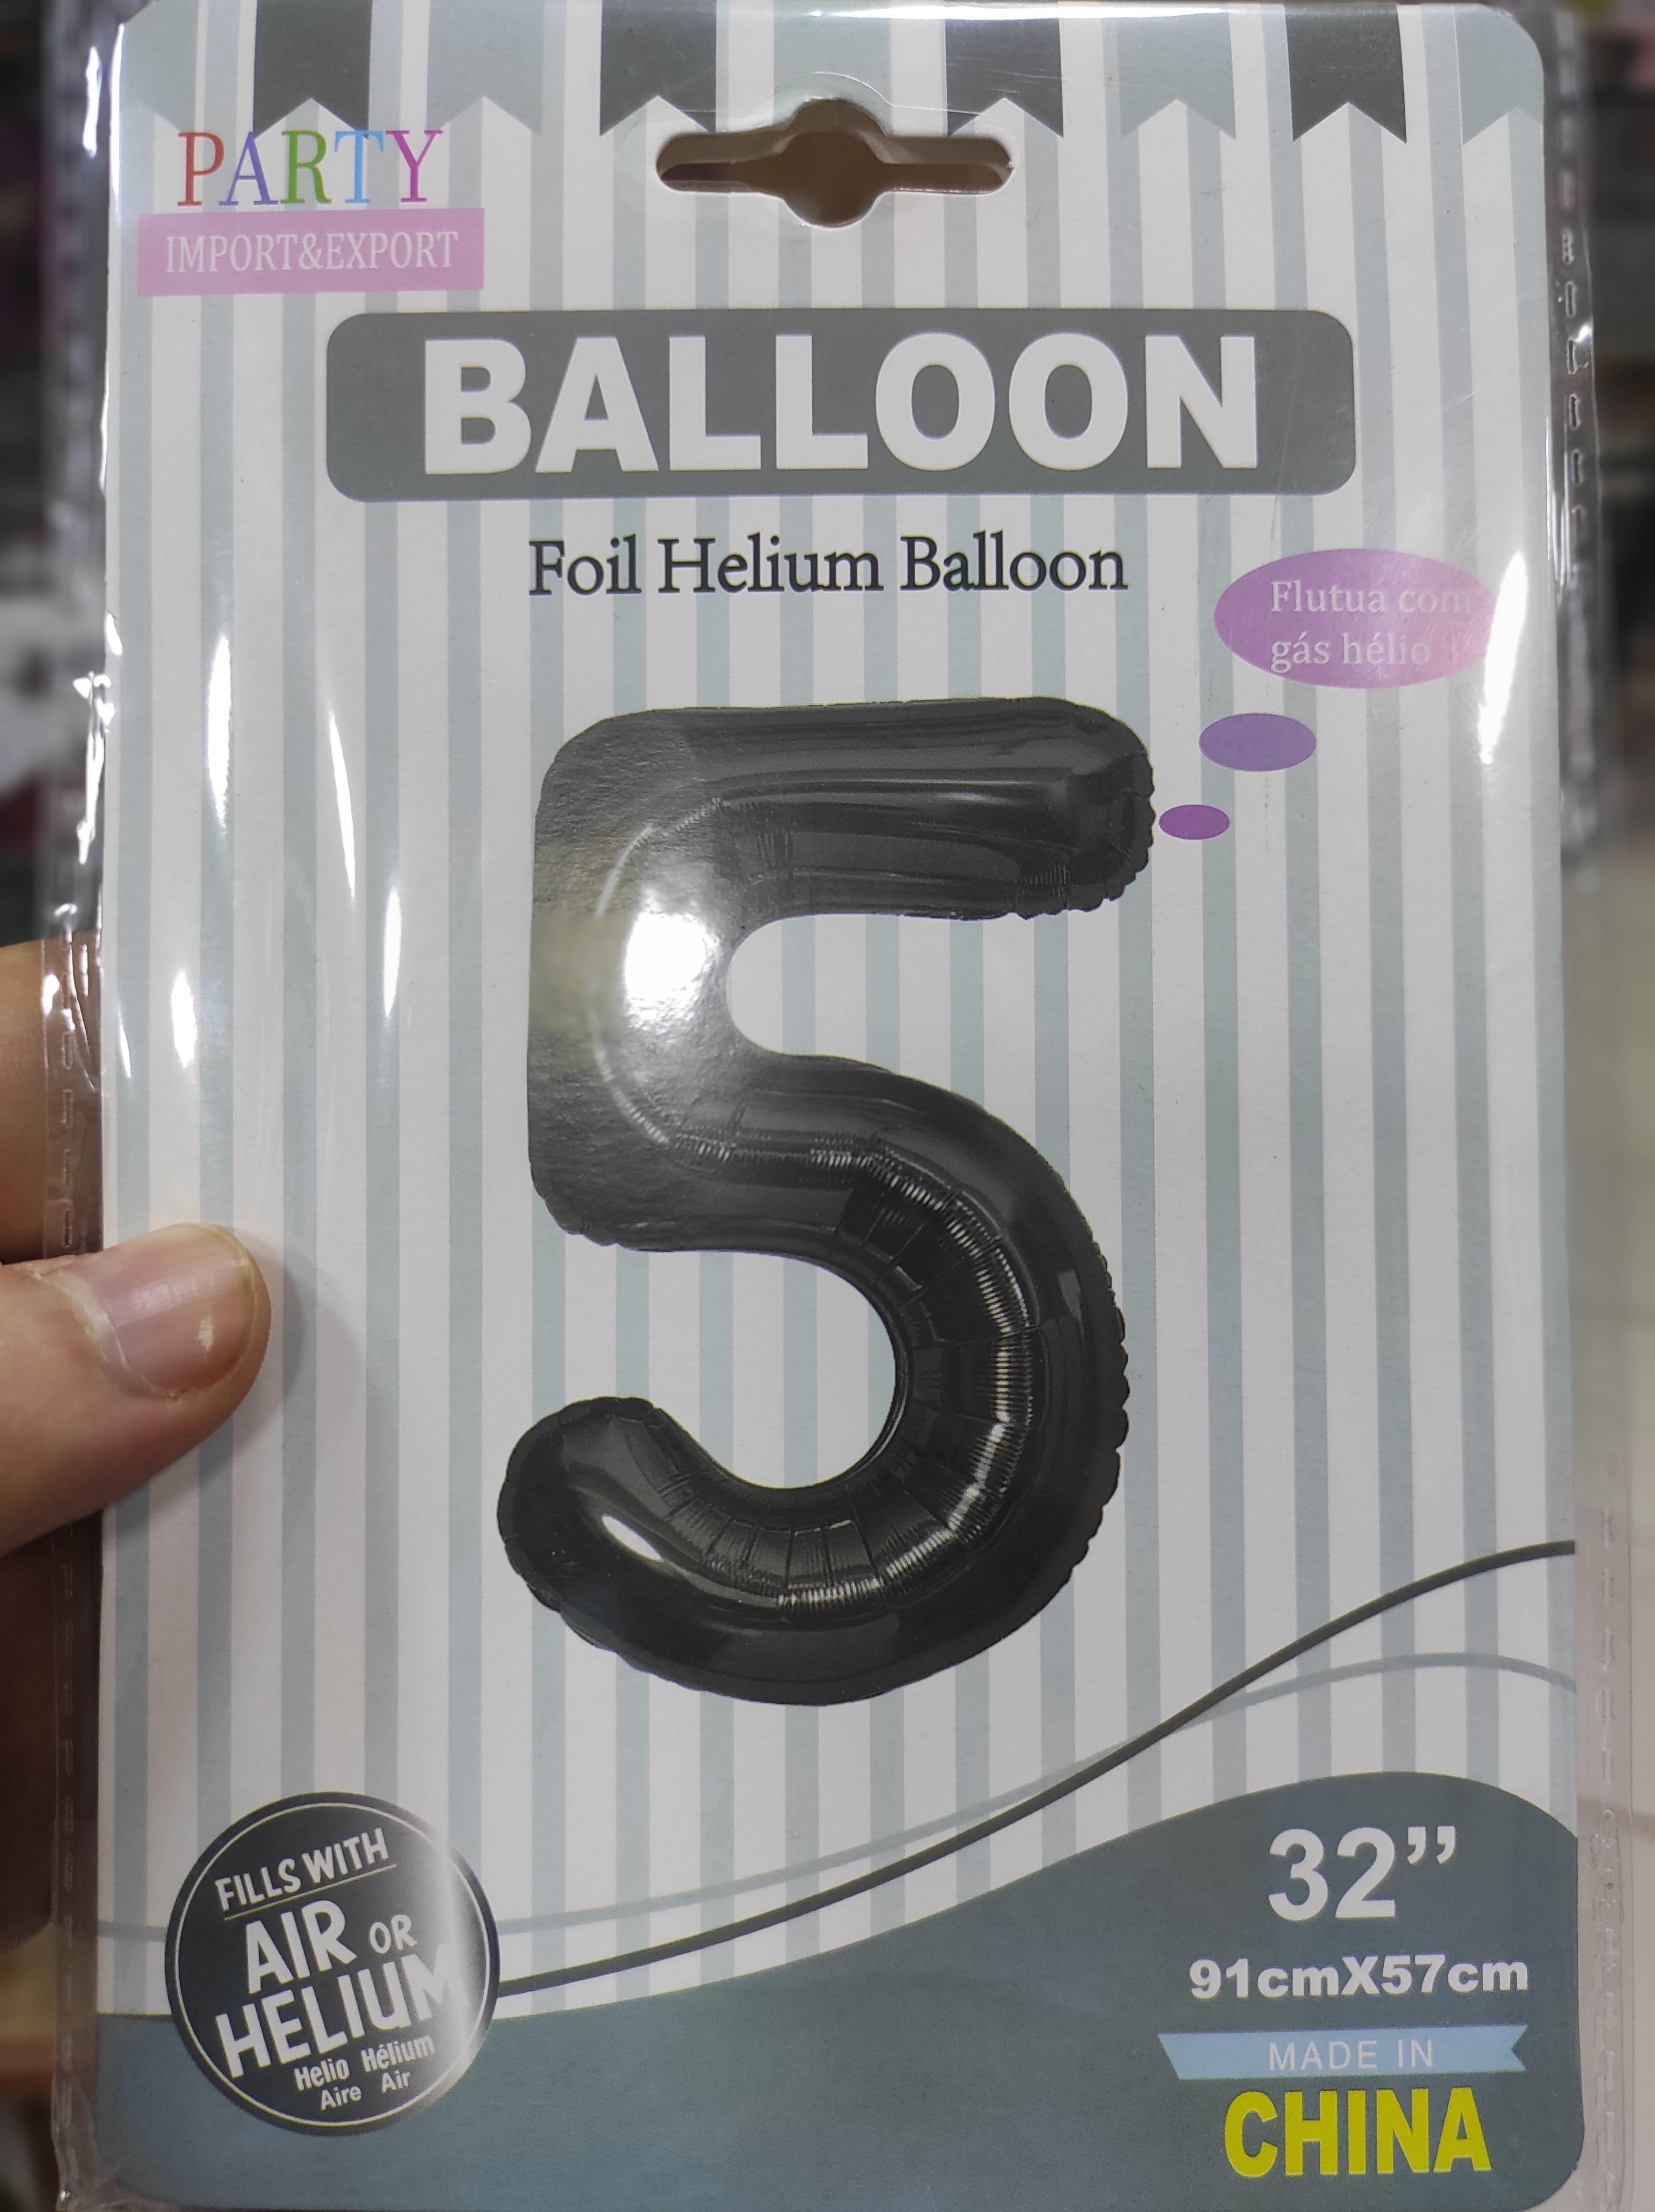 PARTY
IMPORT&EXPORT
BALLOON
Foil Helium Balloon
Flutua com
gás hélio
5
FILLS WITH
AIR OR
HELIUM
Helio Hélium
Aire Air
32”
91cmX57cm
MADE IN
CHINA